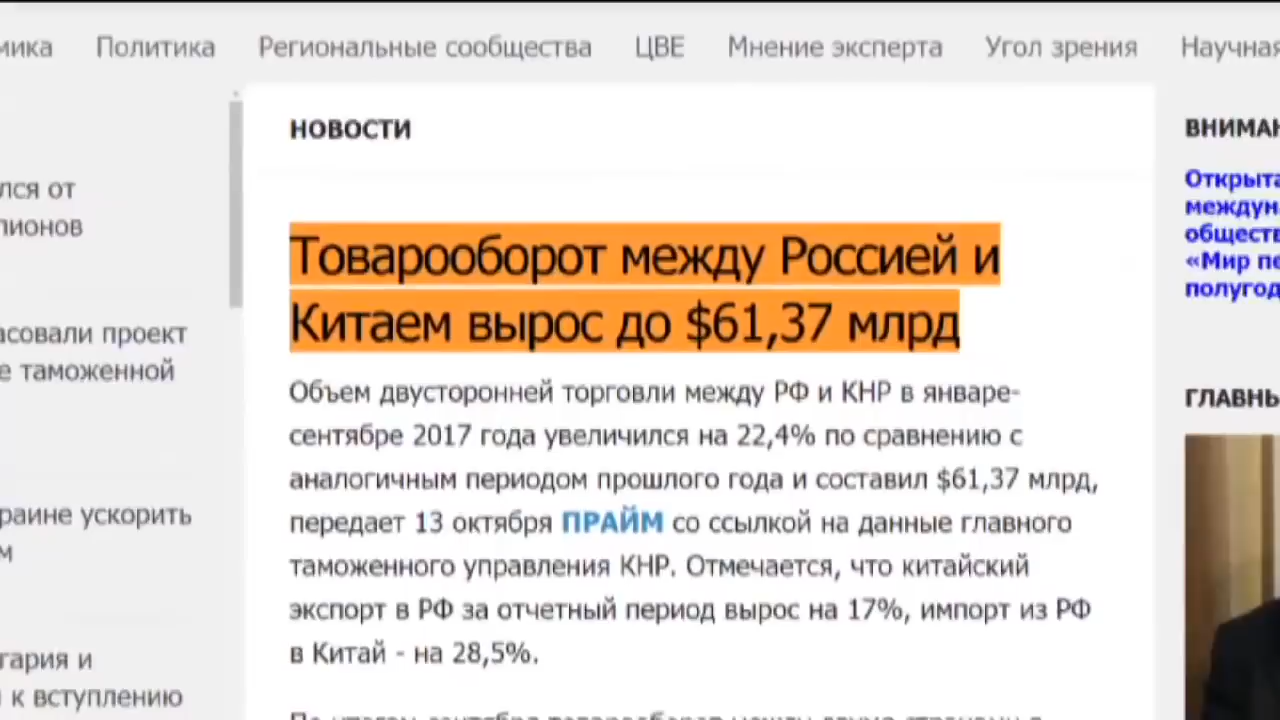 Политика Региональные сообщества ЦВЕ Мнение эксперта Угол зрения Научная
НОВОСТИ
Товарооборот между Россией и
Китаем вырос до $61,37 млрд
Объем двусторонней торговли между РФ и КНР в январе-
сентябре 2017 года увеличился на 22,4% по сравнению с
аналогичным периодом прошлого года и составил $61,37 млрд,
передает 13 октября ПРАЙМ со ссылкой на данные главного
таможенного управления КНР. Отмечается, что китайский
экспорт в РФ за отчетный период вырос на 17%, импорт из РФ
в Китай - на 28,5%.
лся от
пионов
асовали проект
е таможенной
раине ускорить
м
гария и
к вступлению
ВНИМАН
Открыта
междун
обществ
«Мир по
полугод
ГЛАВНЫ